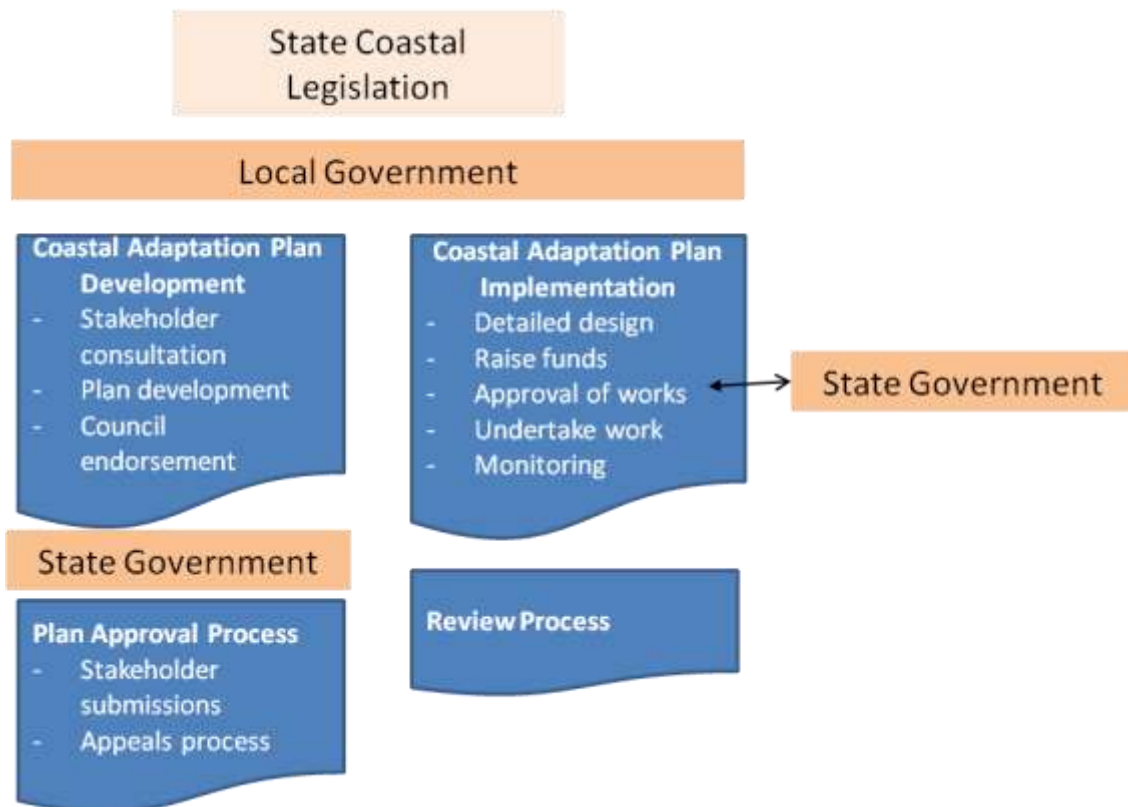 State Coastal
Legislation
Local Government
Coastal Adaptation Plan
Development
- Stakeholder
consultation
- Plan development
- Council
endorsement
Coastal Adaptation Plan
Implementation
- Detailed design
- Raise funds
- Approval of works
- Undertake work
- Monitoring
State Government
State Government
Plan Approval Process
- Stakeholder
submissions
- Appeals process
Review Process